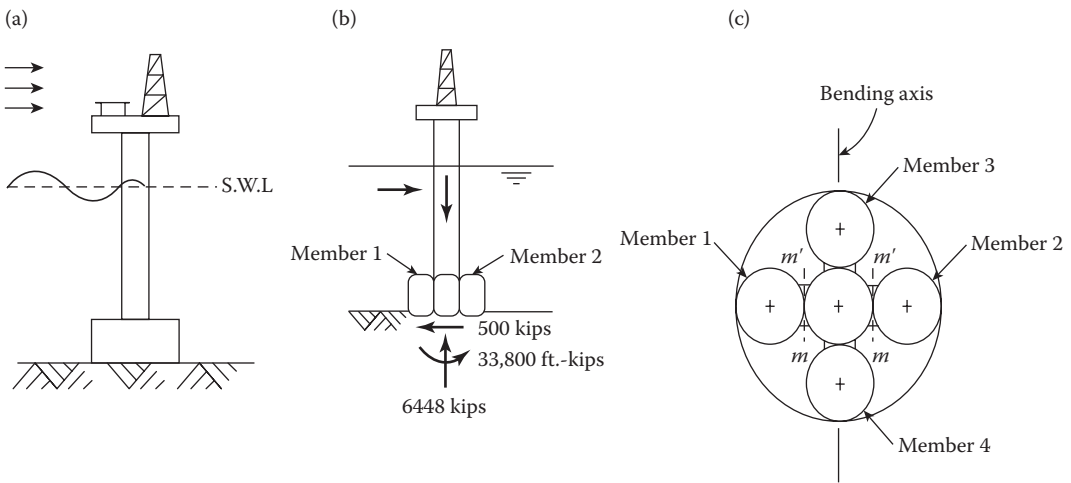 (a)
(b)
(c)
S.W.L
Member 1
Member 2
500 kips
33,800 ft.-kips
6448 kips
Bending axis
Member 3
Member 1
Member 2
m′
m′
m
m
Member 4